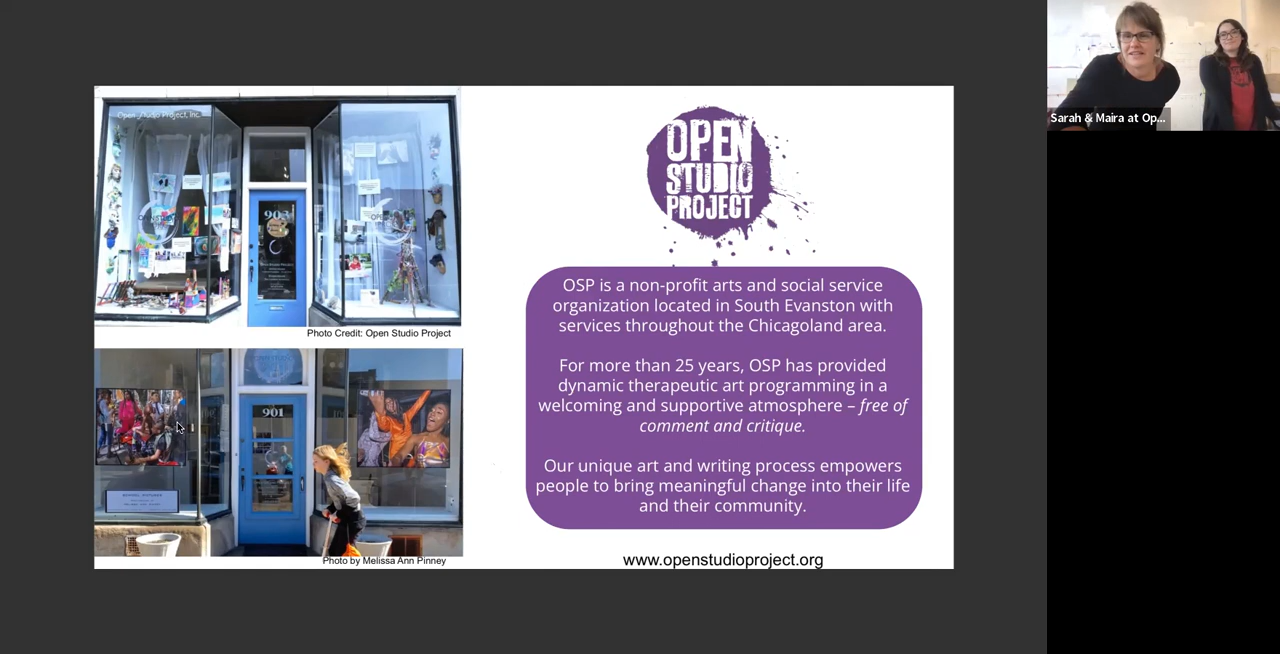 Open Studio Project, Inc.
903
Photo Credit: Open Studio Project
901
Photo by Melissa Ann Pinney
OPEN
STUDIO
PROJECT
OSP is a non-profit arts and social service
organization located in South Evanston with
services throughout the Chicagoland area.
For more than 25 years, OSP has provided
dynamic therapeutic art programming in a
welcoming and supportive atmosphere – free of
comment and critique.
Our unique art and writing process empowers
people to bring meaningful change into their life
and their community.
www.openstudioproject.org
Sarah & Maira at Op...